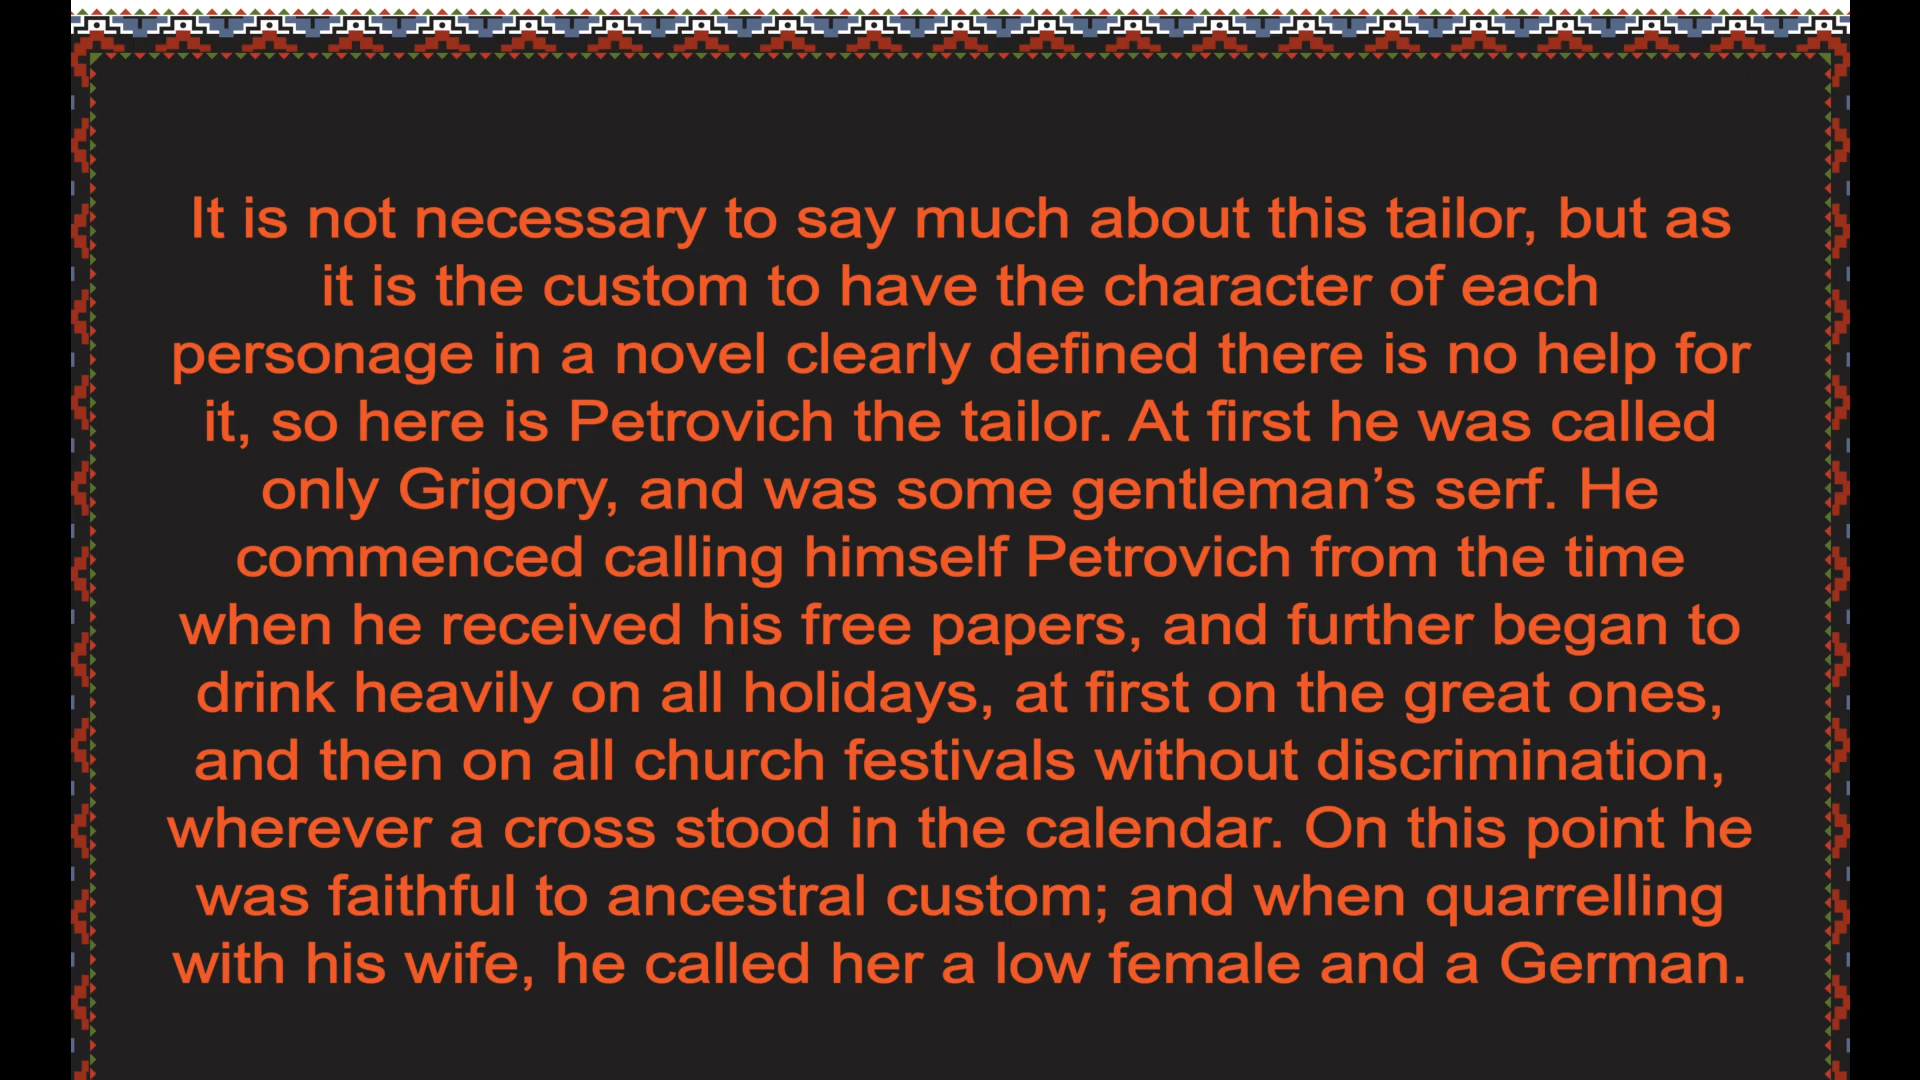 It is not necessary to say much about this tailor, but as
it is the custom to have the character of each
personage in a novel clearly defined there is no help for
it, so here is Petrovich the tailor. At first he was called
only Grigory, and was some gentleman’s serf. He
commenced calling himself Petrovich from the time
when he received his free papers, and further began to
drink heavily on all holidays, at first on the great ones,
and then on all church festivals without discrimination,
wherever a cross stood in the calendar. On this point he
was faithful to ancestral custom; and when quarrelling
with his wife, he called her a low female and a German.